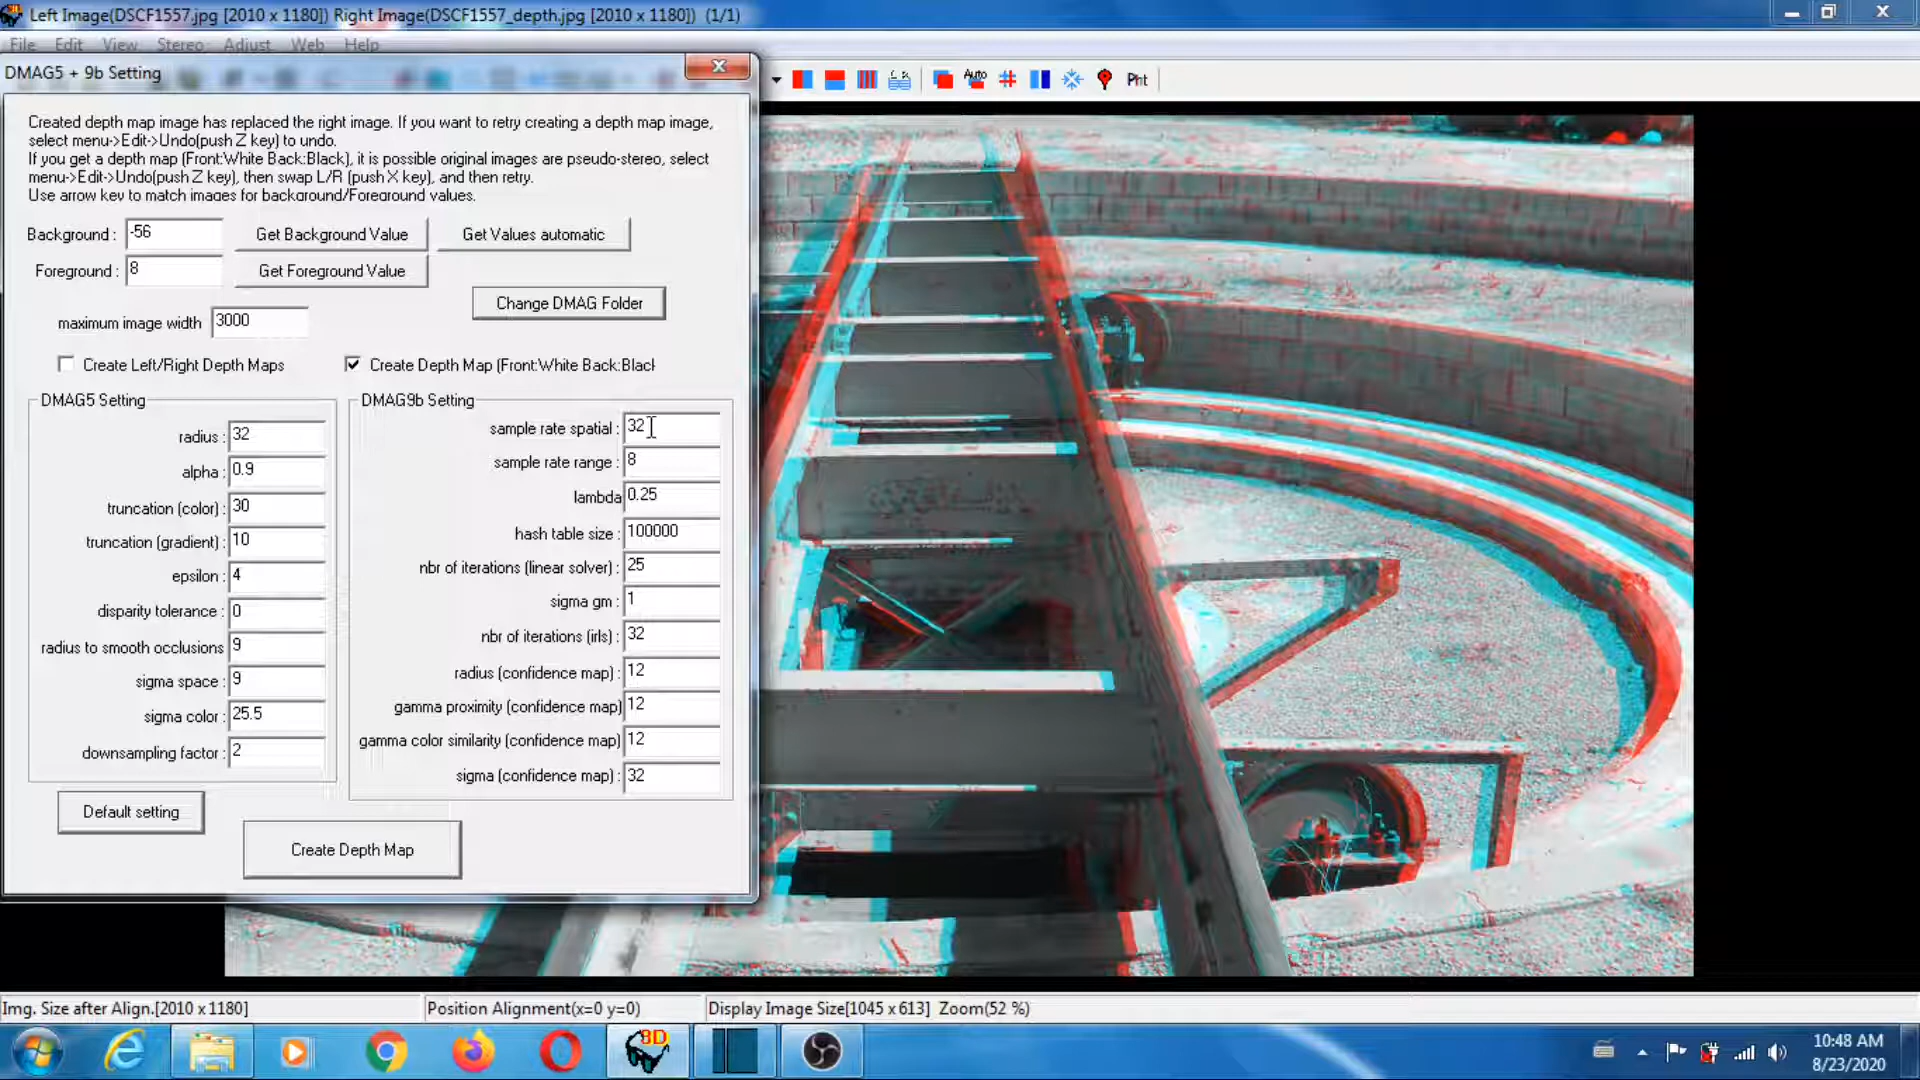 Left Image(DSCF1557.jpg [2010 x 1180]) Right Image(DSCF1557_depth.jpg [2010 x 1180]) (1/1)
File Edit View Stereo Adjust Web Help
DMAG5 + 9b Setting
Auto
Pht
Created depth map image has replaced the right image. If you want to retry creating a depth map image,
select menu->Edit->Undo(push Z key) to undo.
If you get a depth map (Front:White Back:Black), it is possible original images are pseudo-stereo, select
menu->Edit->Undo(push Z key), then swap L/R (push X key), and then retry.
Use arrow key to match images for background/Foreground values.
Background : -56 Get Background Value Get Values automatic
Foreground : 8 Get Foreground Value
Change DMAG Folder
maximum image width 3000
Create Left/Right Depth Maps Create Depth Map (Front:White Back:Blacl
DMAG5 Setting
radius : 32
alpha : 0.9
truncation (color) : 30
truncation (gradient) : 10
epsilon : 4
disparity tolerance : 0
radius to smooth occlusions 9
sigma space : 9
sigma color : 25.5
downsampling factor : 2
DMAG9b Setting
sample rate spatial : 32
sample rate range : 8
lambda 0.25
hash table size : 100000
nbr of iterations (linear solver) : 25
sigma gm : 1
nbr of iterations (irls) : 32
radius (confidence map) : 12
gamma proximity (confidence map) 12
gamma color similarity (confidence map) : 12
sigma (confidence map) : 32
Default setting
Create Depth Map
Img. Size after Align.[2010 x 1180] Position Alignment(x=0 y=0) Display Image Size[1045 x 613] Zoom(52 %)
3D
10:48 AM
8/23/2020